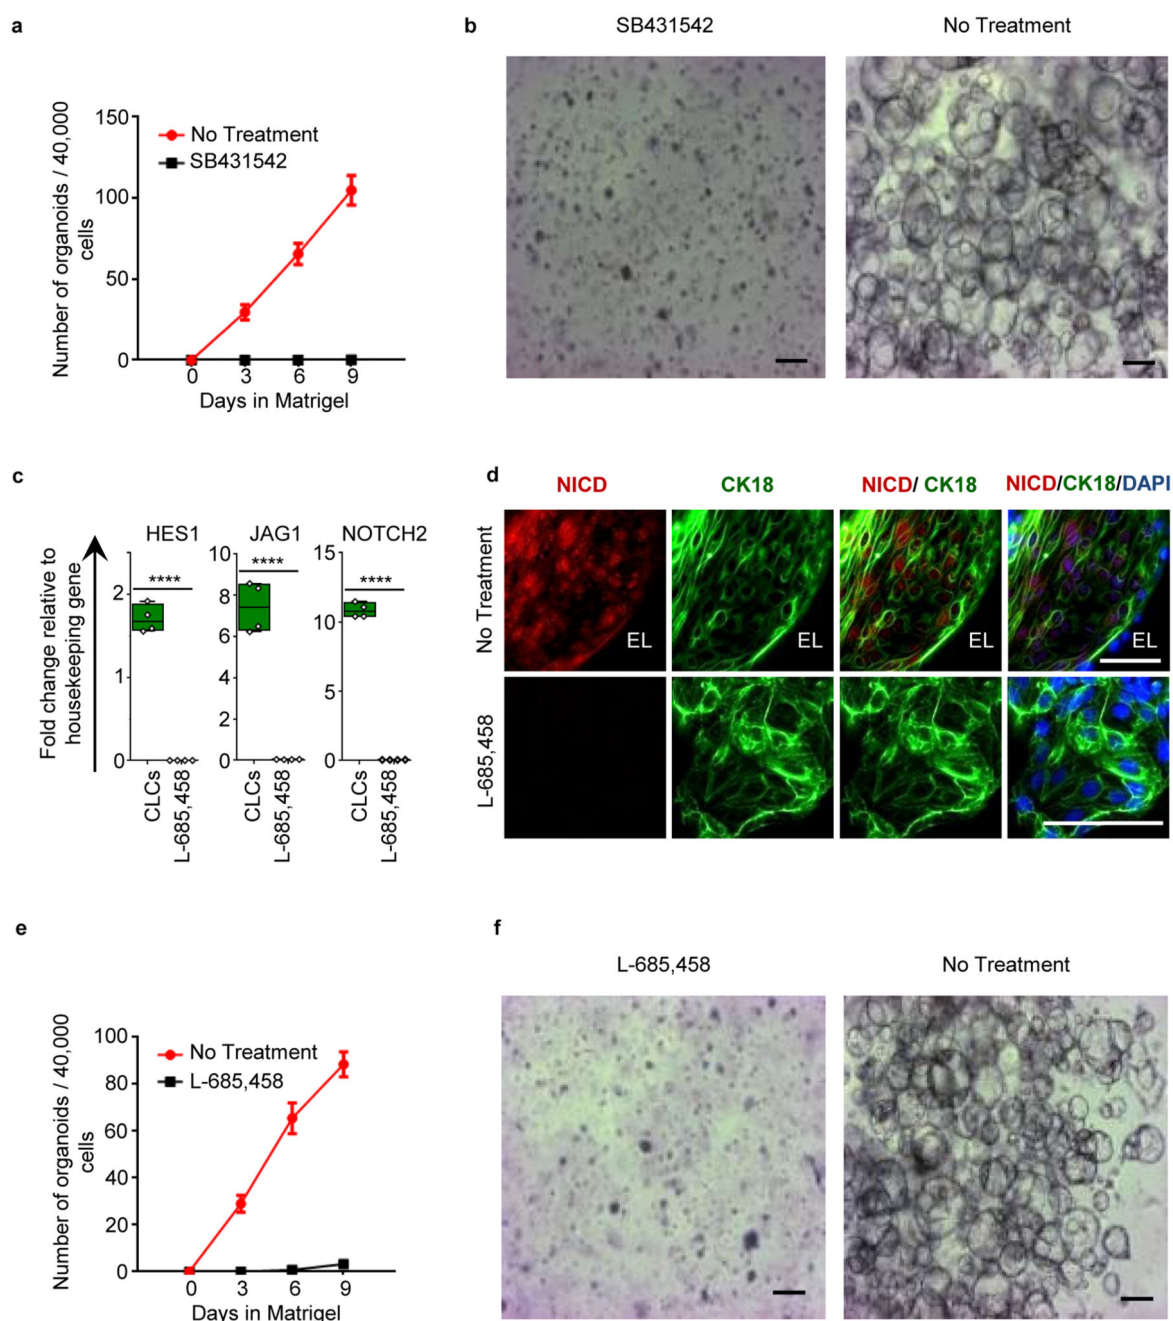 a
150
100
50
0
Number of organoids / 40,000
cells
No Treatment
SB431542
0 3 6 9
Days in Matrigel
b
SB431542
No Treatment
c
Fold change relative to
housekeeping gene
HES1
2
1
0
****
CLCs
L-685,458
JAG1
10
8
6
4
2
0
****
CLCs
L-685,458
NOTCH2
15
10
5
0
****
CLCs
L-685,458
d
NICD
CK18
NICD/ CK18
NICD/CK18/DAPI
No Treatment
EL
EL
L-685,458
e
100
80
60
40
20
0
Number of organoids / 40,000
cells
No Treatment
L-685,458
0 3 6 9
Days in Matrigel
f
L-685,458
No Treatment